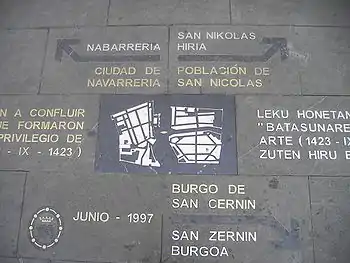 NABARRERIA
CIUDAD DE
NAVARRERIA
SAN NIKOLAS
HIRIA
POBLACIÓN DE
SAN NICOLAS
N A CONFLUIR
UE FORMARON
PRIVILEGIO DE
- IX - 1423)
LEKU HONETAN
"BATASUNARE
ARTE (1423 - IX
ZUTEN HIRU B
JUNIO - 1997
BURGO DE
SAN CERNIN
SAN ZERNIN
BURGOA